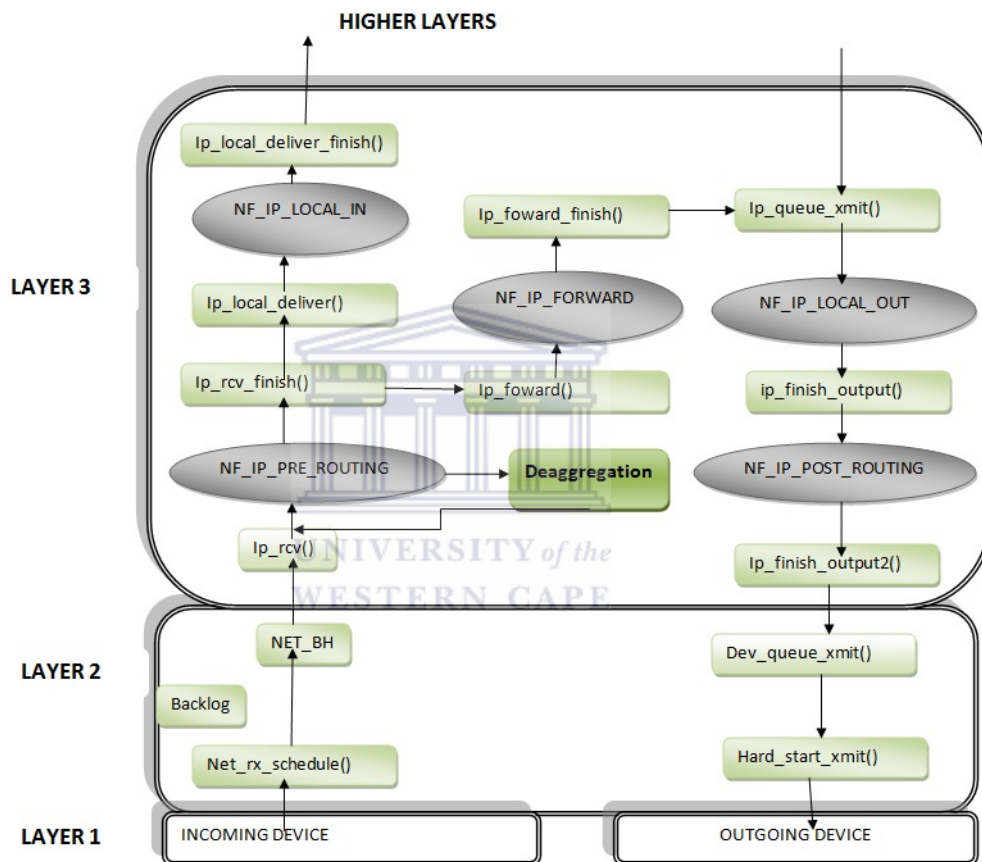 HIGHER LAYERS
Ip_local_deliver_finish()
NF_IP_LOCAL_IN
Ip_foward_finish()
Ip_queue_xmit()
LAYER 3
Ip_local_deliver()
NF_IP_FORWARD
NF_IP_LOCAL_OUT
Ip_rcv_finish()
Ip_foward()
ip_finish_output()
NF_IP_PRE_ROUTING
Deaggregation
NF_IP_POST_ROUTING
Ip_rcv()
UNIVERSITY of the
WESTERN CAPE
Ip_finish_output2()
NET_BH
Dev_queue_xmit()
LAYER 2
Backlog
Net_rx_schedule()
Hard_start_xmit()
LAYER 1
INCOMING DEVICE
OUTGOING DEVICE